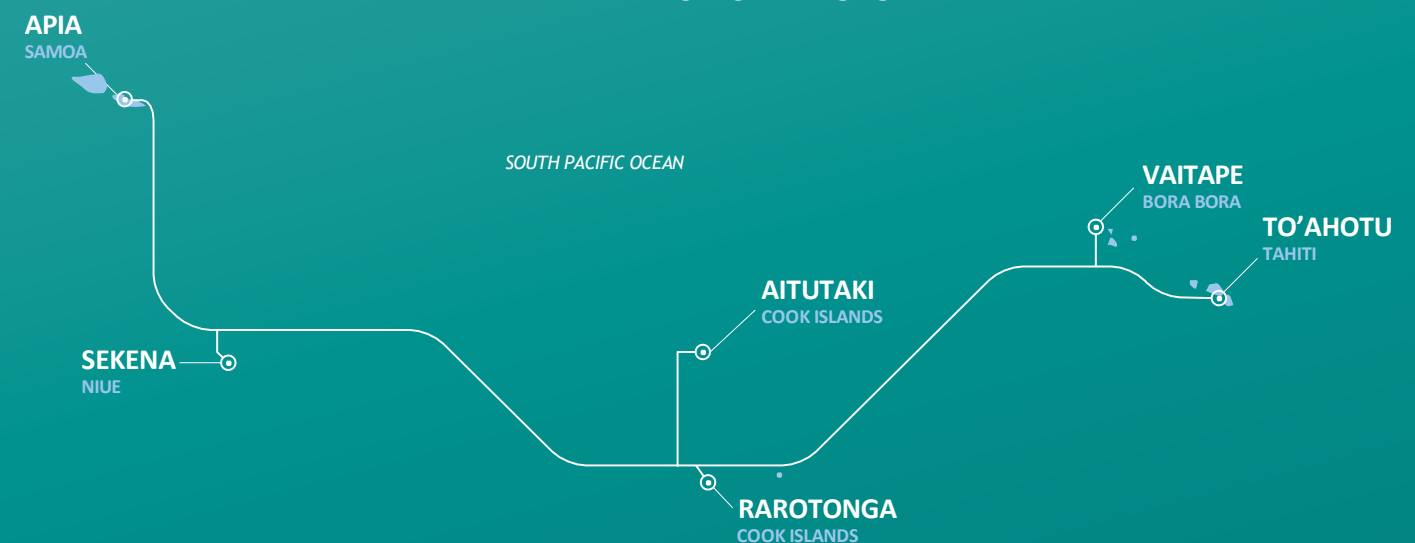 APIA
SAMOA
SOUTH PACIFIC OCEAN
VAITAPE
BORA BORA
TO’AHOTU
TAHITI
AITUTAKI
COOK ISLANDS
SEKENA
NIUE
RAROTONGA
COOK ISLANDS